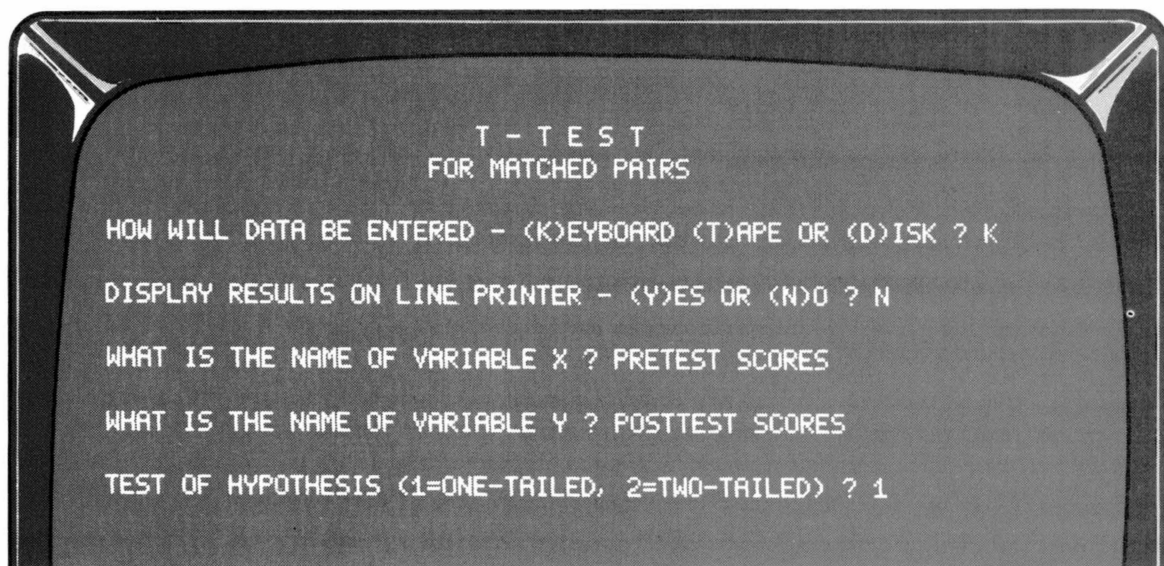 T - T E S T
FOR MATCHED PAIRS
HOW WILL DATA BE ENTERED - (K)EYBOARD (T)APE OR (D)ISK ? K
DISPLAY RESULTS ON LINE PRINTER - (Y)ES OR (N)O ? N
WHAT IS THE NAME OF VARIABLE X ? PRETEST SCORES
WHAT IS THE NAME OF VARIABLE Y ? POSTTEST SCORES
TEST OF HYPOTHESIS (1=ONE-TAILED, 2=TWO-TAILED) ? 1